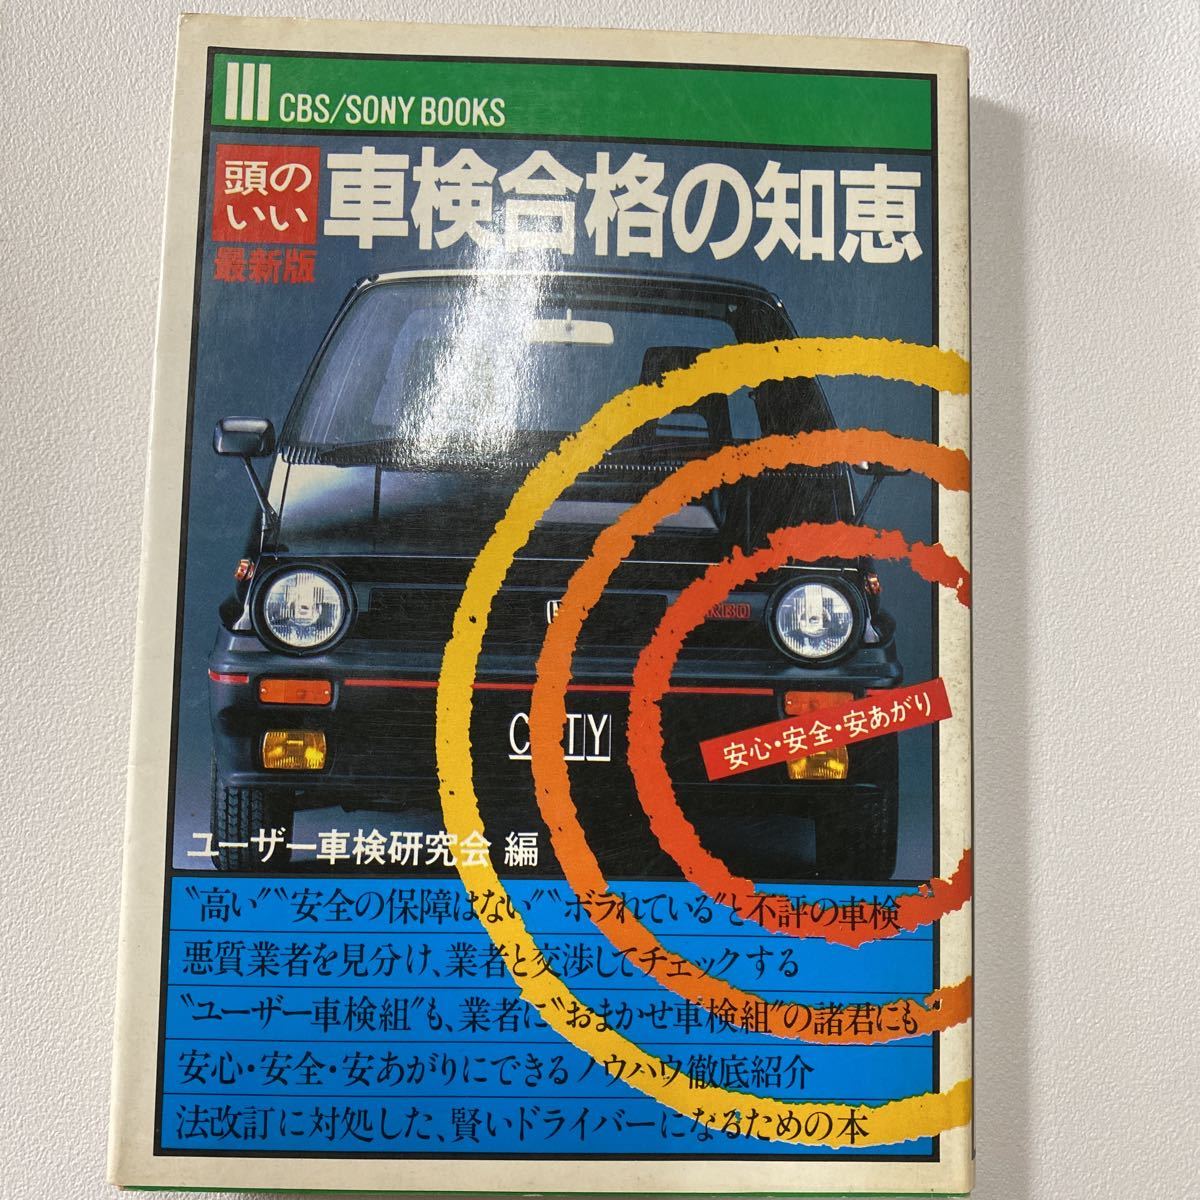 CBS/SONY BOOKS
頭の
いい
車検合格の知恵
最新版
RBO
C TY
安心・安全・安あがり
ユーザー車検研究会 編
〝高い〟〝安全の保障はない〟〝ボラれている〟と不評の車検
悪質業者を見分け、業者と交渉してチェックする
〝ユーザー車検組〟も、業者に〝おまかせ車検組〟の諸君にも
安心・安全・安あがりにできるノウハウ徹底紹介
法改訂に対処した、賢いドライバーになるための本